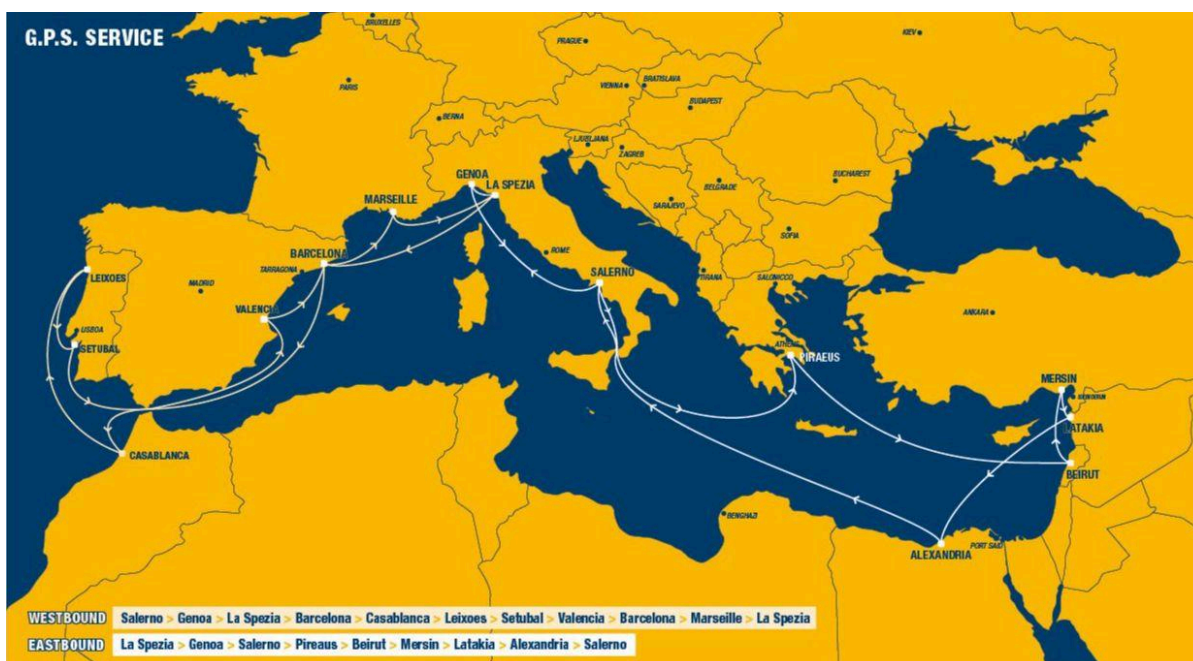 G.P.S. SERVICE
BRUXELLES
PRAGUE
KIEV
PARIS
VIENNA
BRATISLAVA
BUDAPEST
BERNA
LJUBLJANA
ZAGREB
BELGRADE
BUCHAREST
SARAJEVO
SOFIA
GENOA
LA SPEZIA
MARSEILLE
ROME
BARCELONA
TARRAGONA
LEIXOES
MADRID
VALENCIA
LISBOA
SETUBAL
SALERNO
TIRANA
SALONICCO
ANKARA
ATHENS
PIRAEUS
MERSIN
LATAKIA
BEIRUT
CASABLANCA
BENGHAZI
ALEXANDRIA
PORT SAID
WESTBOUND Salerno > Genoa > La Spezia > Barcelona > Casablanca > Leixoes > Setubal > Valencia > Barcelona > Marseille > La Spezia
EASTBOUND La Spezia > Genoa > Salerno > Pireaus > Beirut > Mersin > Latakia > Alexandria > Salerno